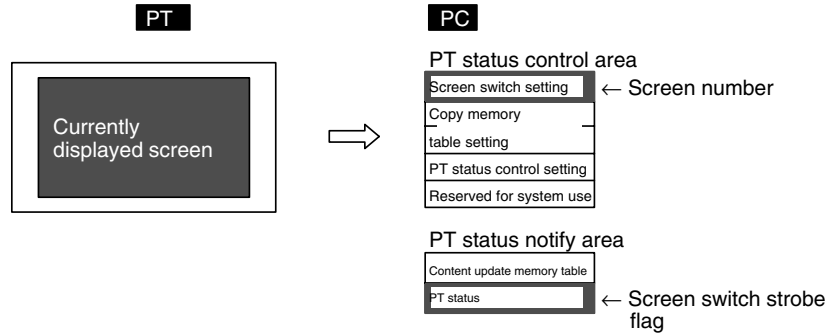 PT
PC
Currently
displayed screen
PT status control area
Screen switch setting
← Screen number
Copy memory
table setting
PT status control setting
Reserved for system use
PT status notify area
Content update memory table
PT status
← Screen switch strobe
flag